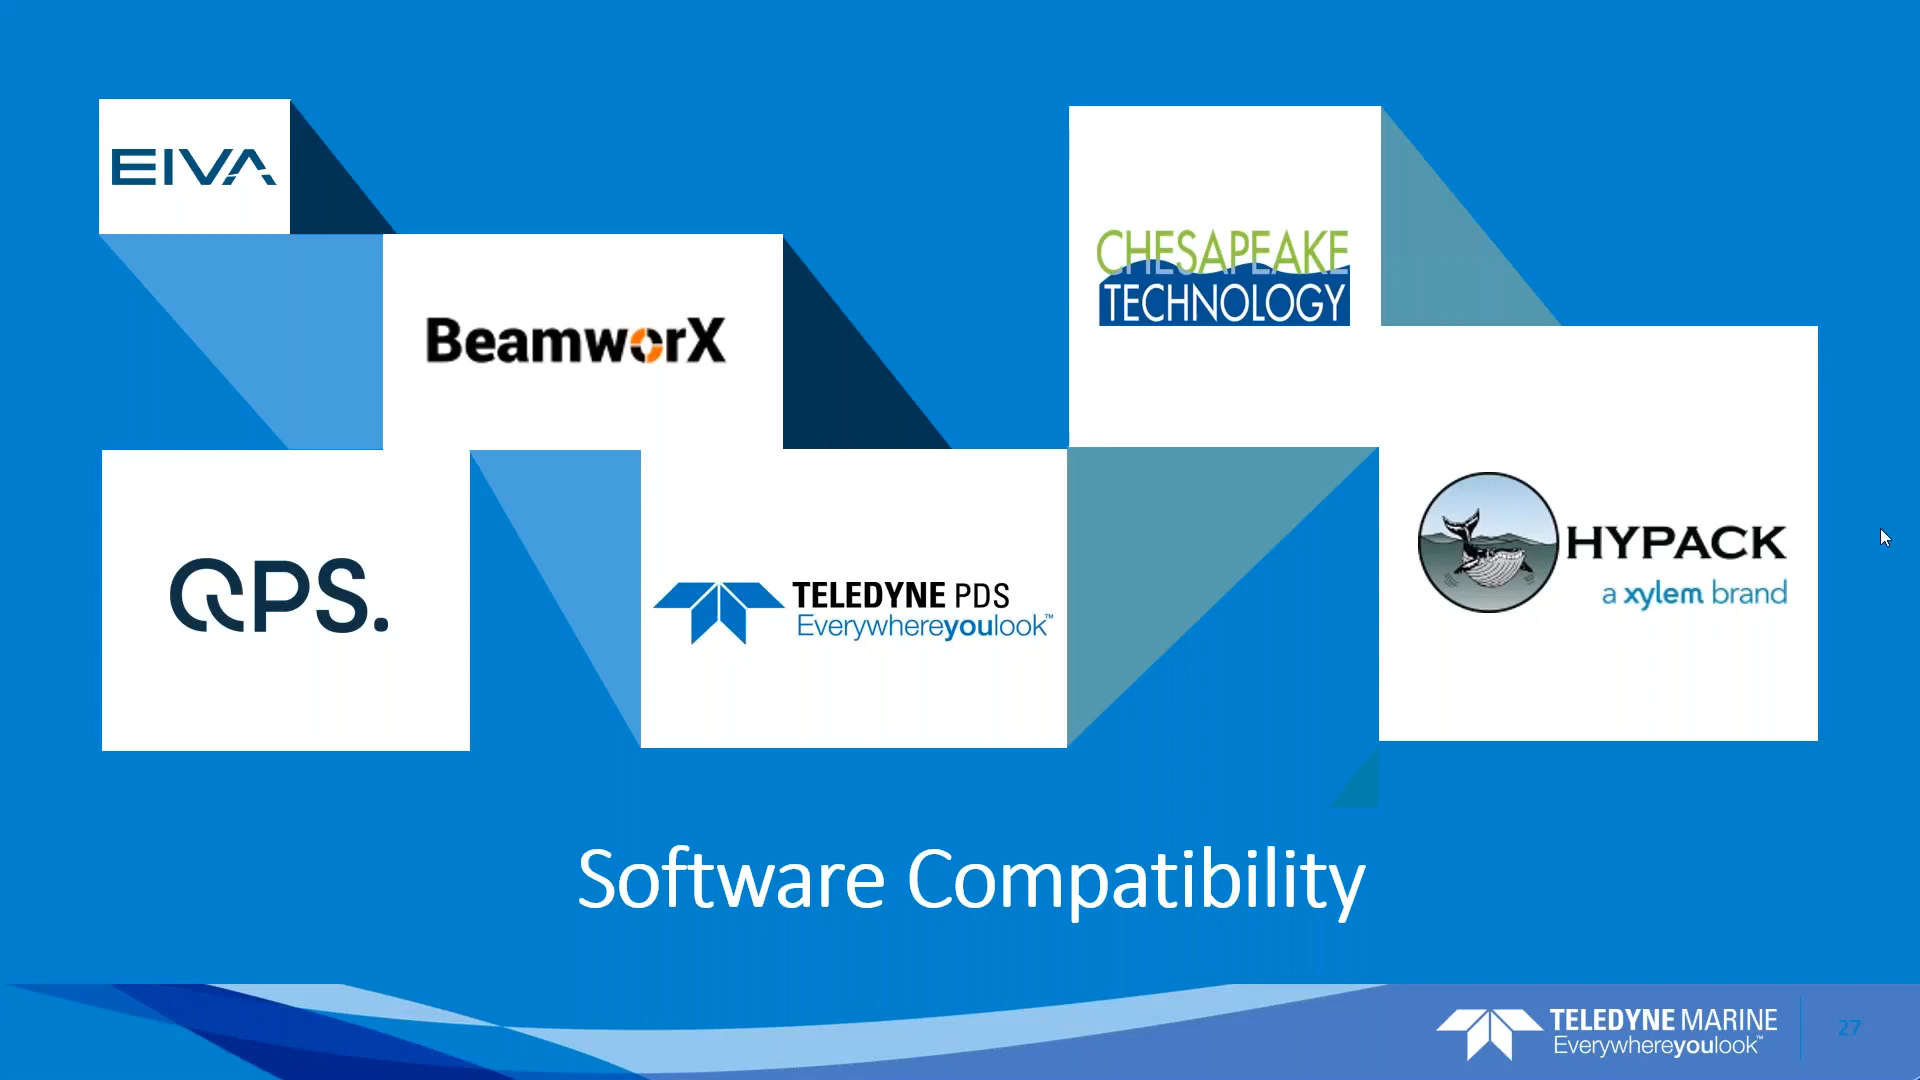 EIVA
BeamworX
CHESAPEAKE
TECHNOLOGY
QPS.
TELEDYNE PDS
Everywhereyoulook™
HYPACK
a xylem brand
Software Compatibility
TELEDYNE MARINE
Everywhereyoulook™
27